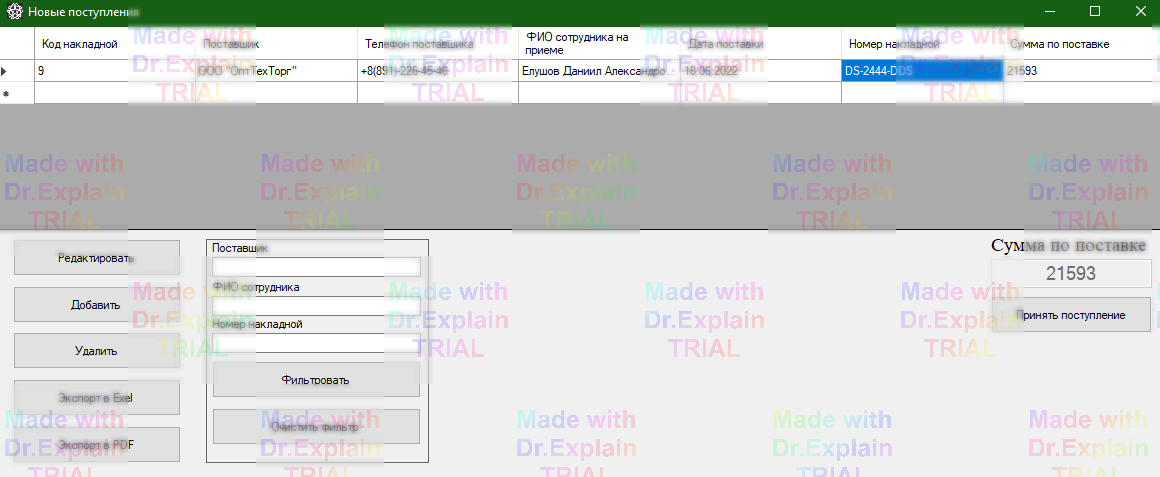 Новые поступления
Код накладной Поставщик Телефон поставщика ФИО сотрудника на приеме Дата поставки Номер накладной Сумма по поставке
9 ООО "ОптТехТорг" +8(891)-226-45-46 Елушов Даниил Александро... 18.06.2022 DS-2444-DDS 21593
Made with
Dr.Explain
TRIAL
Редактировать
Добавить
Удалить
Экспорт в Exel
Экспорт в PDF
Поставщик
ФИО сотрудника
Номер накладной
Фильтровать
Очистить фильтр
Сумма по поставке
21593
Принять поступление